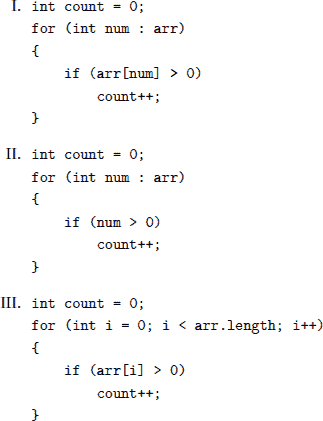 I. int count = 0;
for (int num : arr)
{
if (arr[num] > 0)
count++;
}
II. int count = 0;
for (int num : arr)
{
if (num > 0)
count++;
}
III. int count = 0;
for (int i = 0; i < arr.length; i++)
{
if (arr[i] > 0)
count++;
}